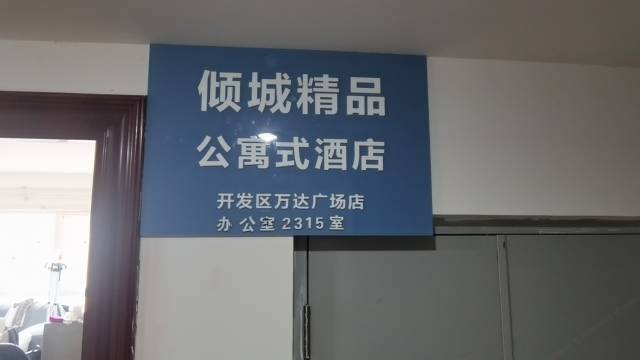 倾城精品
公寓式酒店
开发区万达广场店
办公室2315室